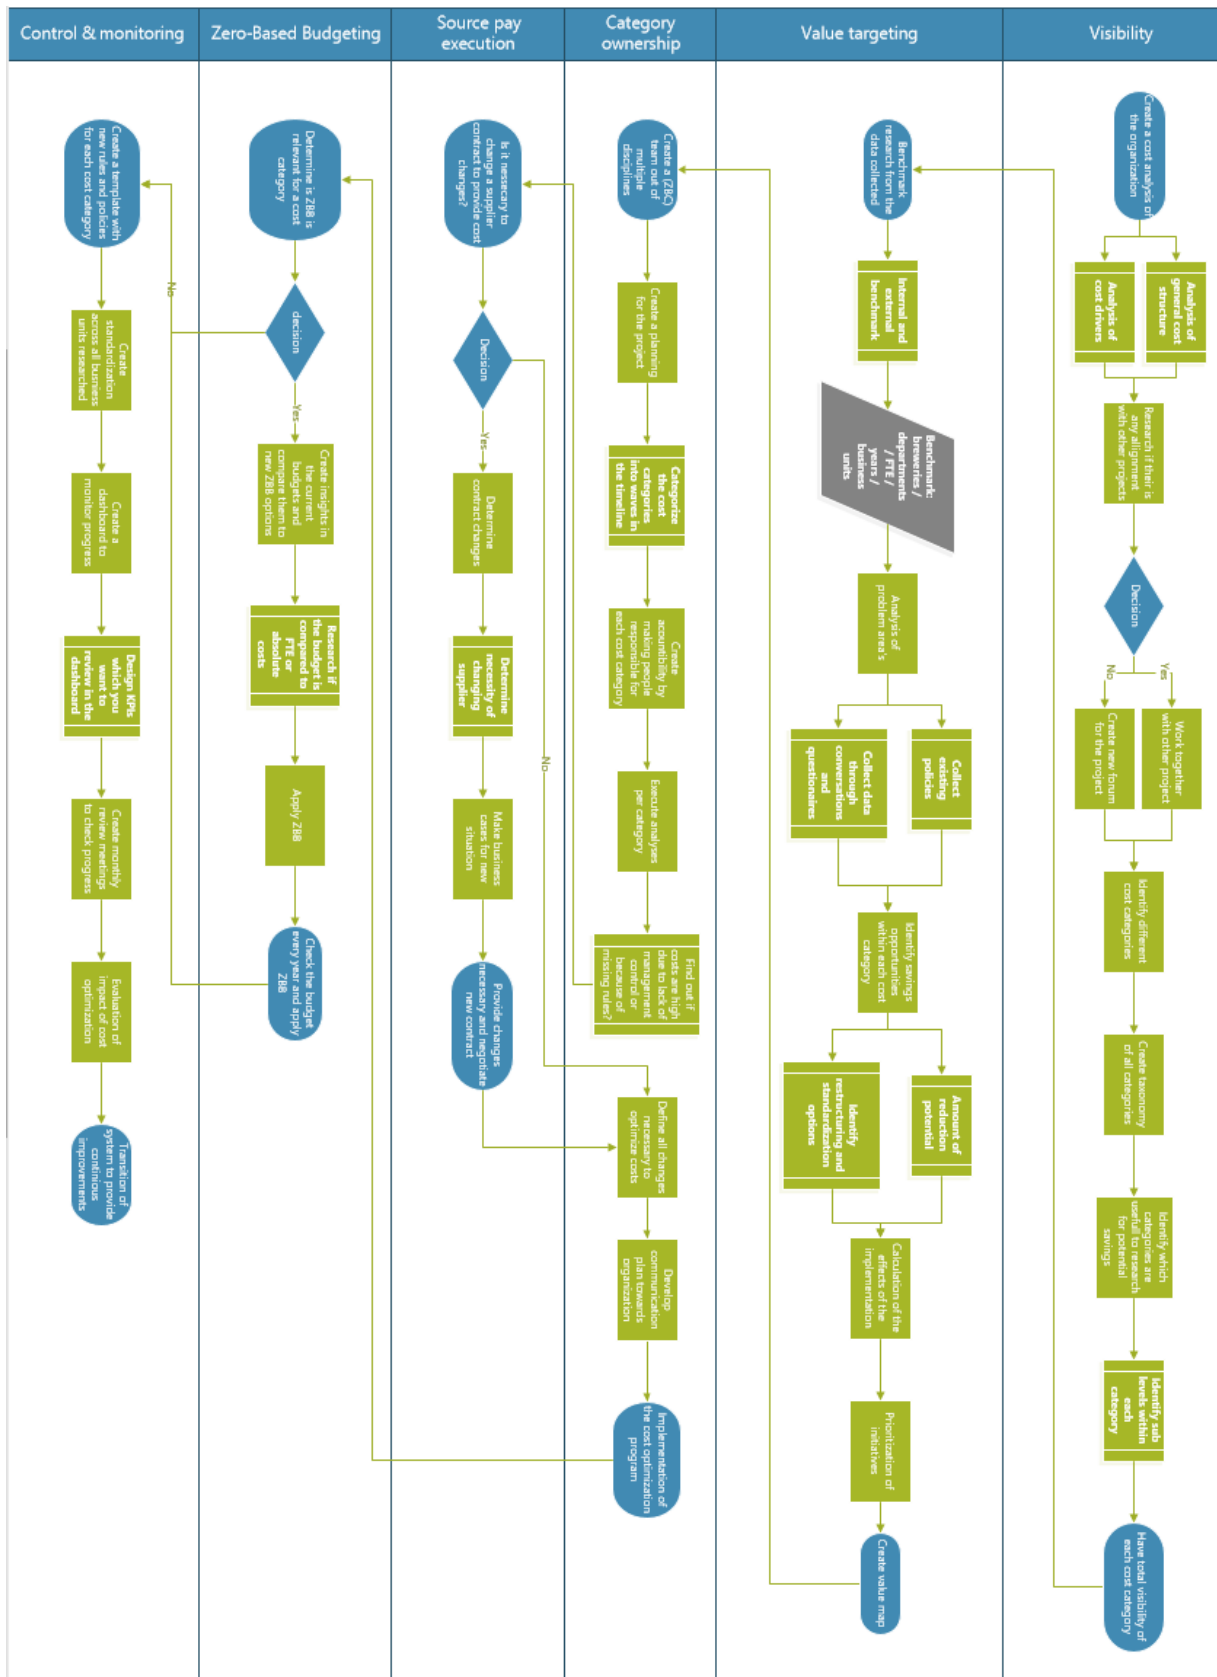 Control & monitoring
Zero-Based Budgeting
Source pay
execution
Category
ownership
Value targeting
Visibility
Create a cost analysis of
the organization
Analysis of
general cost
structure
Analysis of
cost drivers
Research if their is
any allignment
with other projects
Decision
Yes
No
Work together
with other project
Create new forum
for the project
Identify different
cost categories
Create taxonomy
of all categories
Identify which
categories are
usefull to research
for potential
savings
Identify sub
levels within
each
category
Have total visibility of
each cost category
Benchmark
research from the
data collected
Internal and
external
benchmark
Benchmark:
breweries /
departments
/ FTE /
years /
business
units
Analysis of
problem area's
Collect
existing
policies
Collect data
through
conversations
and
questionaires
Identify savings
opportunities
within each cost
category
Amount of
reduction
potential
Identify
restructuring and
standardization
options
Calculation of the
effects of the
implementation
Prioritization of
initiatives
Create value map
Create a (ZBC)
team out of
multiple
disciplines
Create a planning
for the project
Categorize
the cost
categories
into waves in
the timeline
Create
acountibility by
making people
responsible for
each cost category
Execute analyses
per category
Find out if
costs are high
due to lack of
management
control or
because of
missing rules?
Define all changes
necessary to
optimize costs
Develop
communication
plan towards
organization
Implementation of
the cost optimization
program
Is it nessecary to
change a supplier
contract to provide cost
changes?
Decision
Yes
No
Determine
contract changes
Determine
necessity of
changing
supplier
Make business
cases for new
situation
Provide changes
necessary and negotiate
new contract
Determine is ZBB is
relevant for a cost
category
decision
Yes
No
Create insights in
the current
budgets and
compare them to
new ZBB options
Research if
the budget is
compared to
FTE or
absolute
costs
Apply ZBB
Check the budget
every year and apply
ZBB
Create a template with
new rules and policies
for each cost category
Create
standardization
across all busniess
units researched
Create a
dashboard to
monitor progress
Design KPIs
which you
want to
review in the
dashboard
Create monthly
review meetings
to check progress
Evaluation of
impact of cost
optimization
Transition of
system to provide
continious
improvements